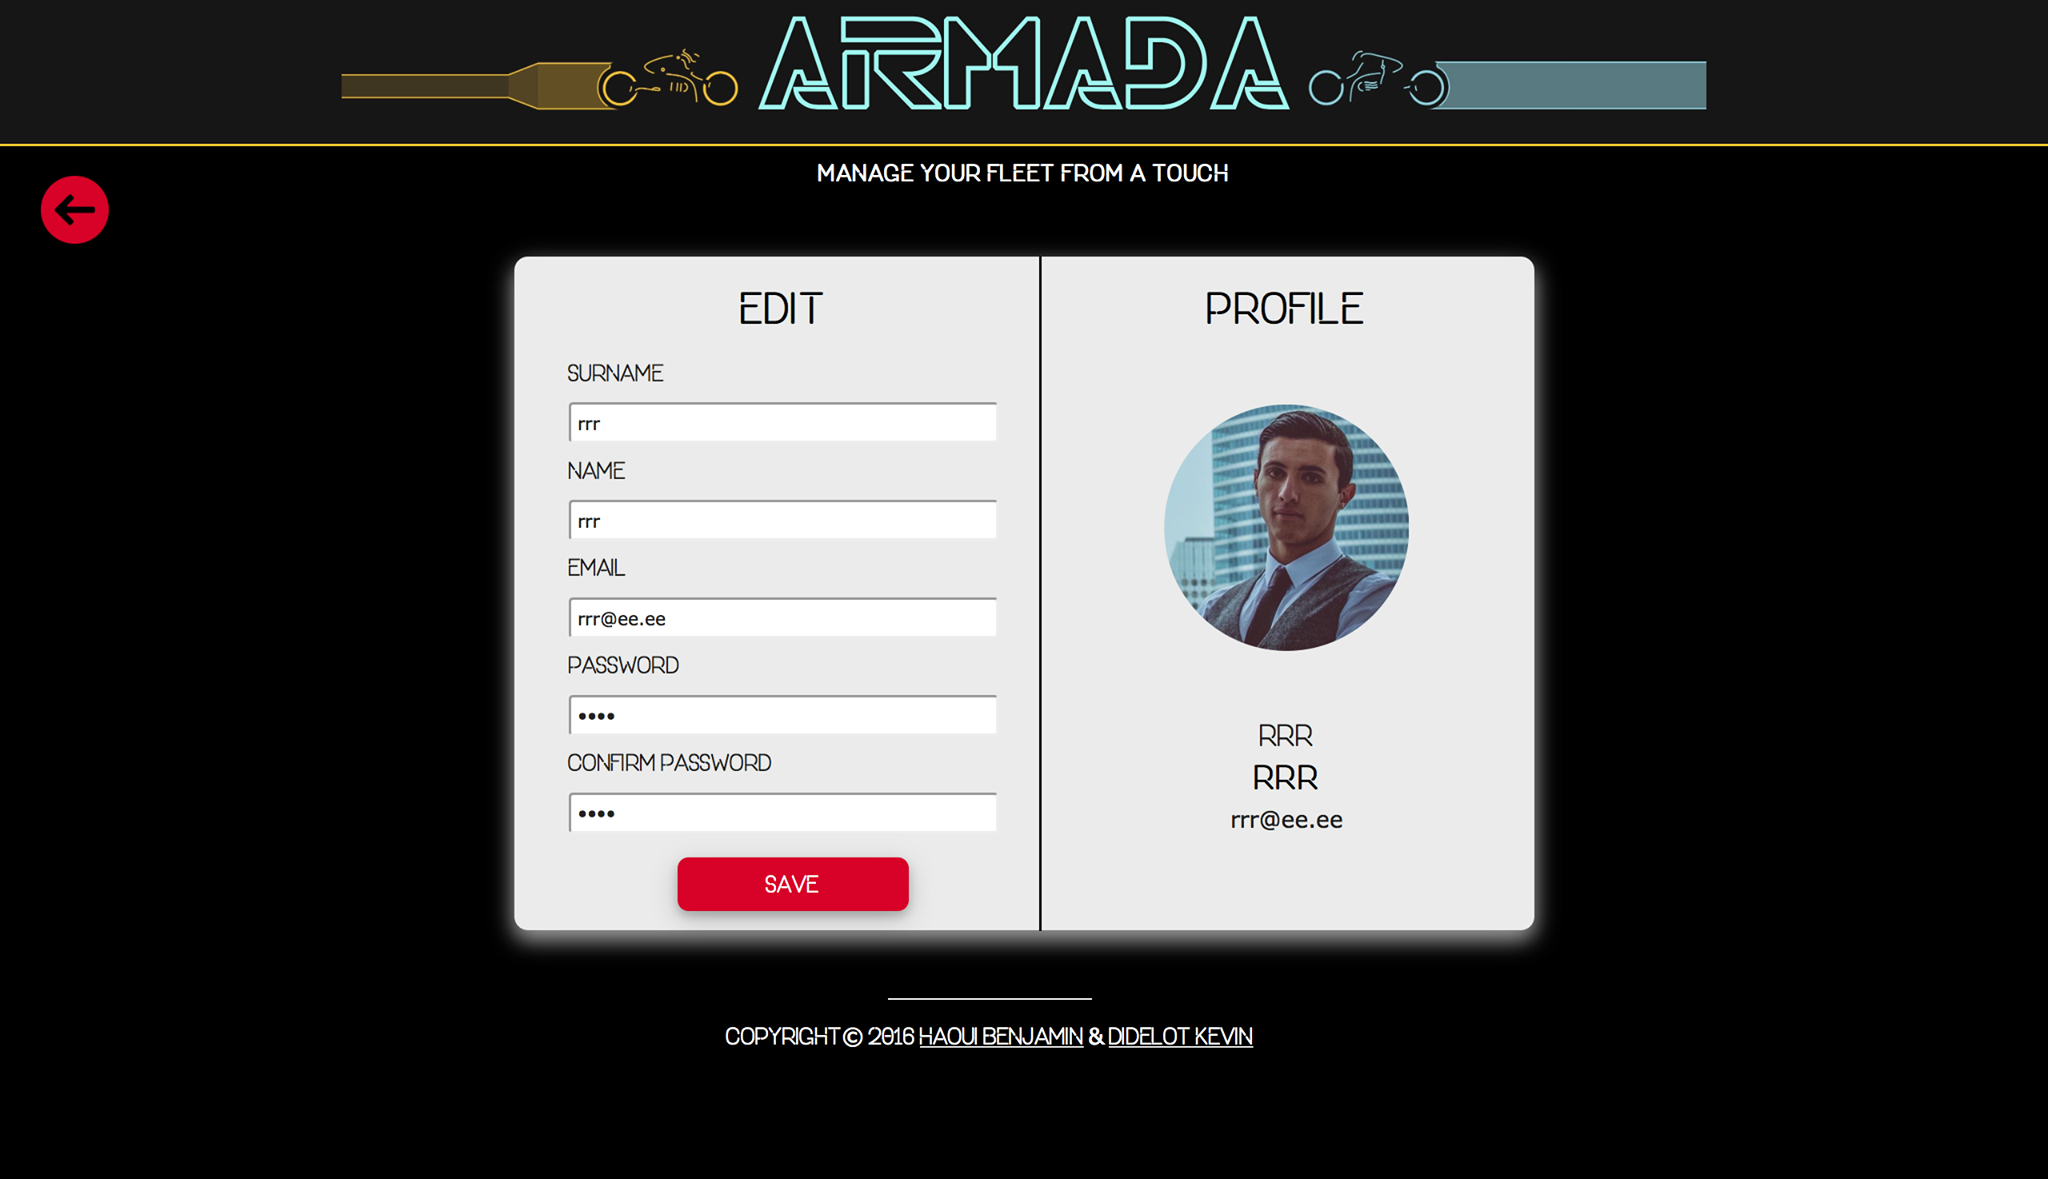 ARMADA
MANAGE YOUR FLEET FROM A TOUCH
EDIT
SURNAME
rrr
NAME
rrr
EMAIL
rrr@ee.ee
PASSWORD
••••
CONFIRM PASSWORD
••••
SAVE
PROFILE
RRR
RRR
rrr@ee.ee
COPYRIGHT © 2016 HAOUI BENJAMIN & DIDELOT KEVIN